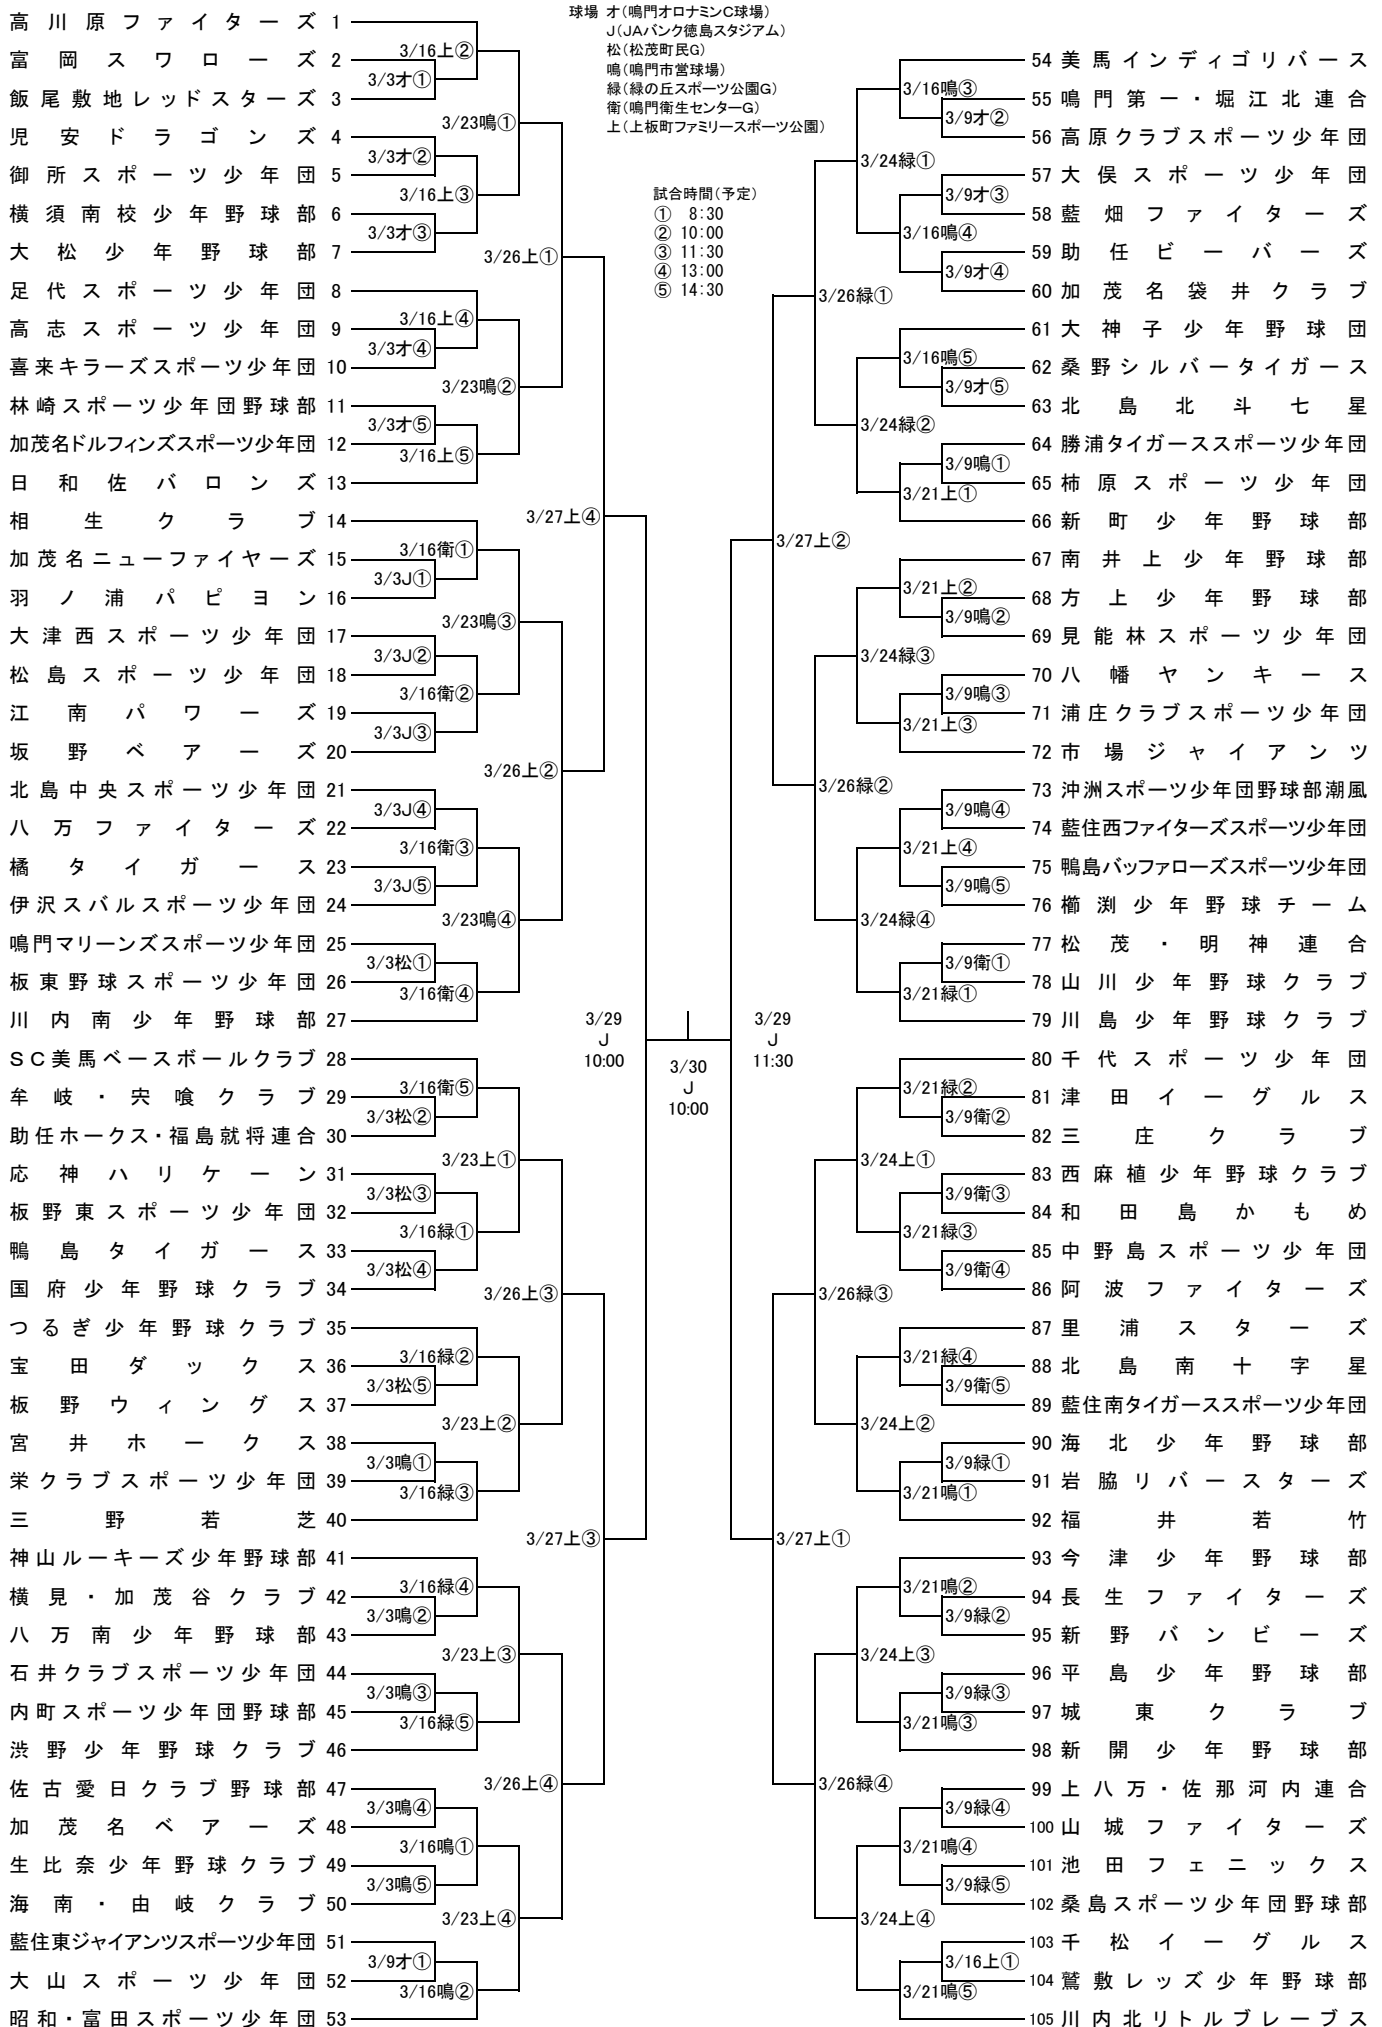 球場 オ(鳴門オロナミンC球場)
J(JAバンク徳島スタジアム)
松(松茂町民G)
鳴(鳴門市営球場)
緑(緑の丘スポーツ公園G)
衛(鳴門衛生センターG)
上(上板町ファミリースポーツ公園)
試合時間(予定)
① 8:30
② 10:00
③ 11:30
④ 13:00
⑤ 14:30
高川原ファイターズ 1
3/16上②
富岡スワローズ 2
3/3オ①
飯尾敷地レッドスターズ 3
3/23鳴①
児安ドラゴンズ 4
3/3オ②
御所スポーツ少年団 5
3/16上③
横須南校少年野球部 6
3/3オ③
大松少年野球部 7
3/26上①
足代スポーツ少年団 8
3/16上④
高志スポーツ少年団 9
3/3オ④
喜来キラーズスポーツ少年団 10
3/23鳴②
林崎スポーツ少年団野球部 11
3/3オ⑤
加茂名ドルフィンズスポーツ少年団 12
3/16上⑤
日和佐バロンズ 13
3/27上④
相生クラブ 14
3/16衛①
加茂名ニューファイヤーズ 15
3/3J①
羽ノ浦パピヨン 16
3/23鳴③
大津西スポーツ少年団 17
3/3J②
松島スポーツ少年団 18
3/16衛②
江南パワーズ 19
3/3J③
坂野ベアーズ 20
3/26上②
北島中央スポーツ少年団 21
3/3J④
八万ファイターズ 22
3/16衛③
橘タイガース 23
3/3J⑤
伊沢スバルスポーツ少年団 24
3/23鳴④
鳴門マリーンズスポーツ少年団 25
3/3松①
板東野球スポーツ少年団 26
3/16衛④
川内南少年野球部 27
3/29
J
10:00
SC美馬ベースボールクラブ 28
3/16衛⑤
牟岐・宍喰クラブ 29
3/3松②
助任ホークス・福島就将連合 30
3/23上①
応神ハリケーン 31
3/3松③
板野東スポーツ少年団 32
3/16緑①
鴨島タイガース 33
3/3松④
国府少年野球クラブ 34
3/26上③
つるぎ少年野球クラブ 35
3/16緑②
宝田ダックス 36
3/3松⑤
板野ウィングス 37
3/23上②
宮井ホークス 38
3/3鳴①
栄クラブスポーツ少年団 39
3/16緑③
三野若芝 40
3/27上③
神山ルーキーズ少年野球部 41
3/16緑④
横見・加茂谷クラブ 42
3/3鳴②
八万南少年野球部 43
3/23上③
石井クラブスポーツ少年団 44
3/3鳴③
内町スポーツ少年団野球部 45
3/16緑⑤
渋野少年野球クラブ 46
3/26上④
佐古愛日クラブ野球部 47
3/3鳴④
加茂名ベアーズ 48
3/16鳴①
生比奈少年野球クラブ 49
3/3鳴⑤
海南・由岐クラブ 50
3/23上④
藍住東ジャイアンツスポーツ少年団 51
3/9オ①
大山スポーツ少年団 52
3/16鳴②
昭和・富田スポーツ少年団 53
3/30
J
10:00
54 美馬インディゴリバース
3/16鳴③
55 鳴門第一・堀江北連合
3/9オ②
56 高原クラブスポーツ少年団
3/24緑①
57 大俣スポーツ少年団
3/9オ③
58 藍畑ファイターズ
3/16鳴④
59 助任ビーバーズ
3/9オ④
60 加茂名袋井クラブ
3/26緑①
61 大神子少年野球団
3/16鳴⑤
62 桑野シルバータイガース
3/9オ⑤
63 北島北斗七星
3/24緑②
64 勝浦タイガーススポーツ少年団
3/9鳴①
65 柿原スポーツ少年団
3/21上①
66 新町少年野球部
3/27上②
67 南井上少年野球部
3/21上②
68 方上少年野球部
3/9鳴②
69 見能林スポーツ少年団
3/24緑③
70 八幡ヤンキース
3/9鳴③
71 浦庄クラブスポーツ少年団
3/21上③
72 市場ジャイアンツ
3/26緑②
73 沖洲スポーツ少年団野球部潮風
3/9鳴④
74 藍住西ファイターズスポーツ少年団
3/21上④
75 鴨島バッファローズスポーツ少年団
3/9鳴⑤
76 櫛渕少年野球チーム
3/24緑④
77 松茂・明神連合
3/9衛①
78 山川少年野球クラブ
3/21緑①
79 川島少年野球クラブ
3/29
J
11:30
80 千代スポーツ少年団
3/21緑②
81 津田イーグルス
3/9衛②
82 三庄クラブ
3/24上①
83 西麻植少年野球クラブ
3/9衛③
84 和田島かもめ
3/21緑③
85 中野島スポーツ少年団
3/9衛④
86 阿波ファイターズ
3/26緑③
87 里浦スターズ
3/21緑④
88 北島南十字星
3/9衛⑤
89 藍住南タイガーススポーツ少年団
3/24上②
90 海北少年野球部
3/9緑①
91 岩脇リバースターズ
3/21鳴①
92 福井若竹
3/27上①
93 今津少年野球部
3/21鳴②
94 長生ファイターズ
3/9緑②
95 新野バンビーズ
3/24上③
96 平島少年野球部
3/9緑③
97 城東クラブ
3/21鳴③
98 新開少年野球部
3/26緑④
99 上八万・佐那河内連合
3/9緑④
100 山城ファイターズ
3/21鳴④
101 池田フェニックス
3/9緑⑤
102 桑島スポーツ少年団野球部
3/24上④
103 千松イーグルス
3/16上①
104 鷲敷レッズ少年野球部
3/21鳴⑤
105 川内北リトルブレーブス